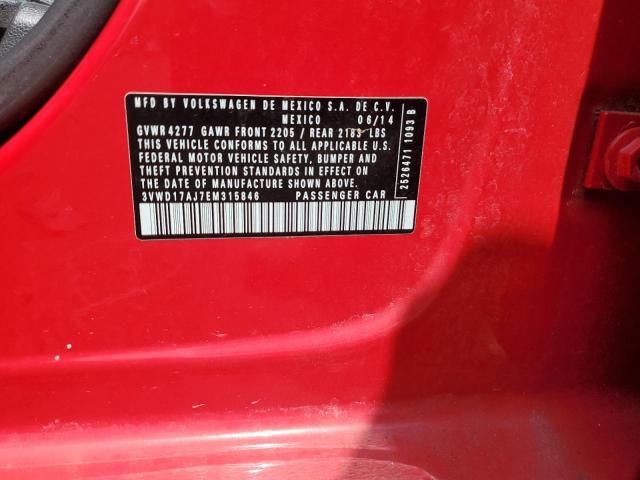 MFD BY VOLKSWAGEN DE MEXICO S.A. DE C.V.
MEXICO 06/14
GVWR 4277 GAWR FRONT 2205 / REAR 2183 LBS
THIS VEHICLE CONFORMS TO ALL APPLICABLE U.S.
FEDERAL MOTOR VEHICLE SAFETY, BUMPER AND
THEFT PREVENTION STANDARDS IN EFFECT ON
THE DATE OF MANUFACTURE SHOWN ABOVE.
3VWD17AJ7EM315846 PASSENGER CAR
2526471 1093 B